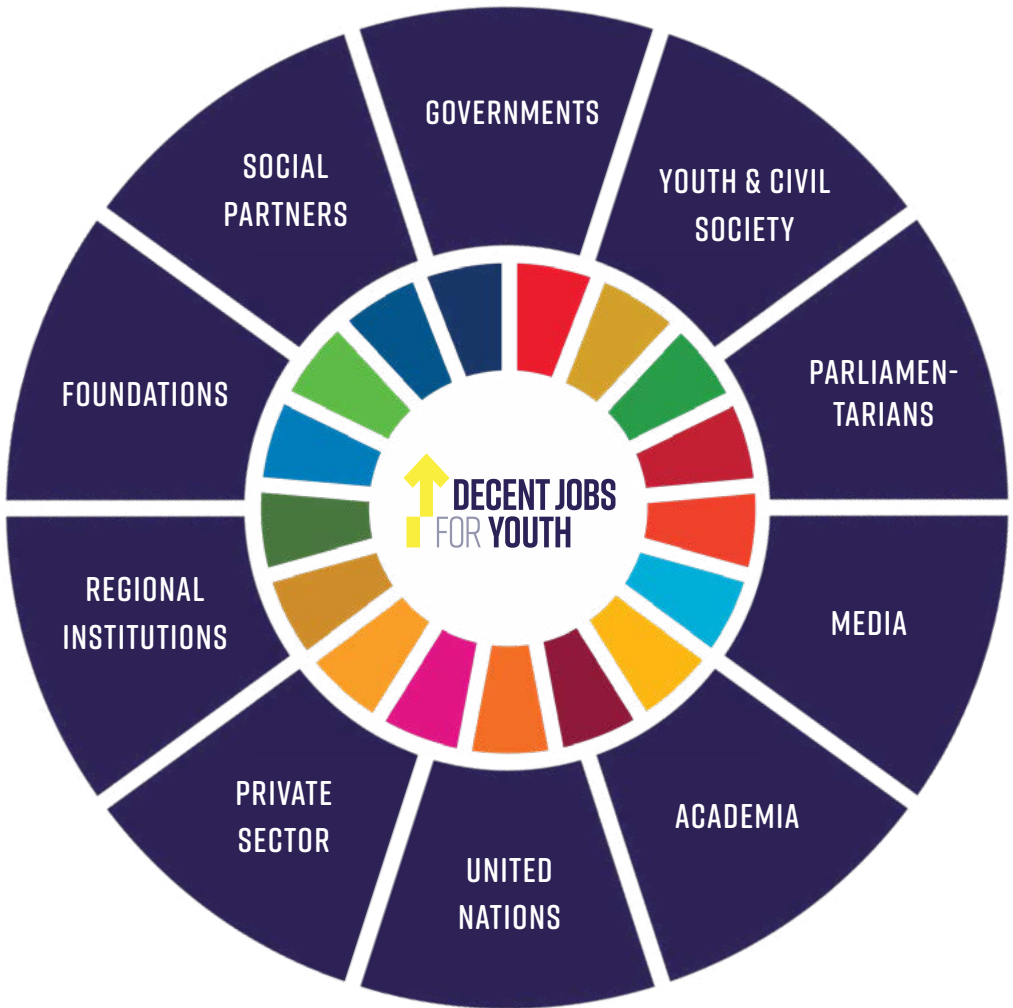 GOVERNMENTS
YOUTH & CIVIL
SOCIETY
PARLIAMEN-
TARIANS
MEDIA
ACADEMIA
UNITED
NATIONS
PRIVATE
SECTOR
REGIONAL
INSTITUTIONS
FOUNDATIONS
SOCIAL
PARTNERS
DECENT JOBS
FOR YOUTH